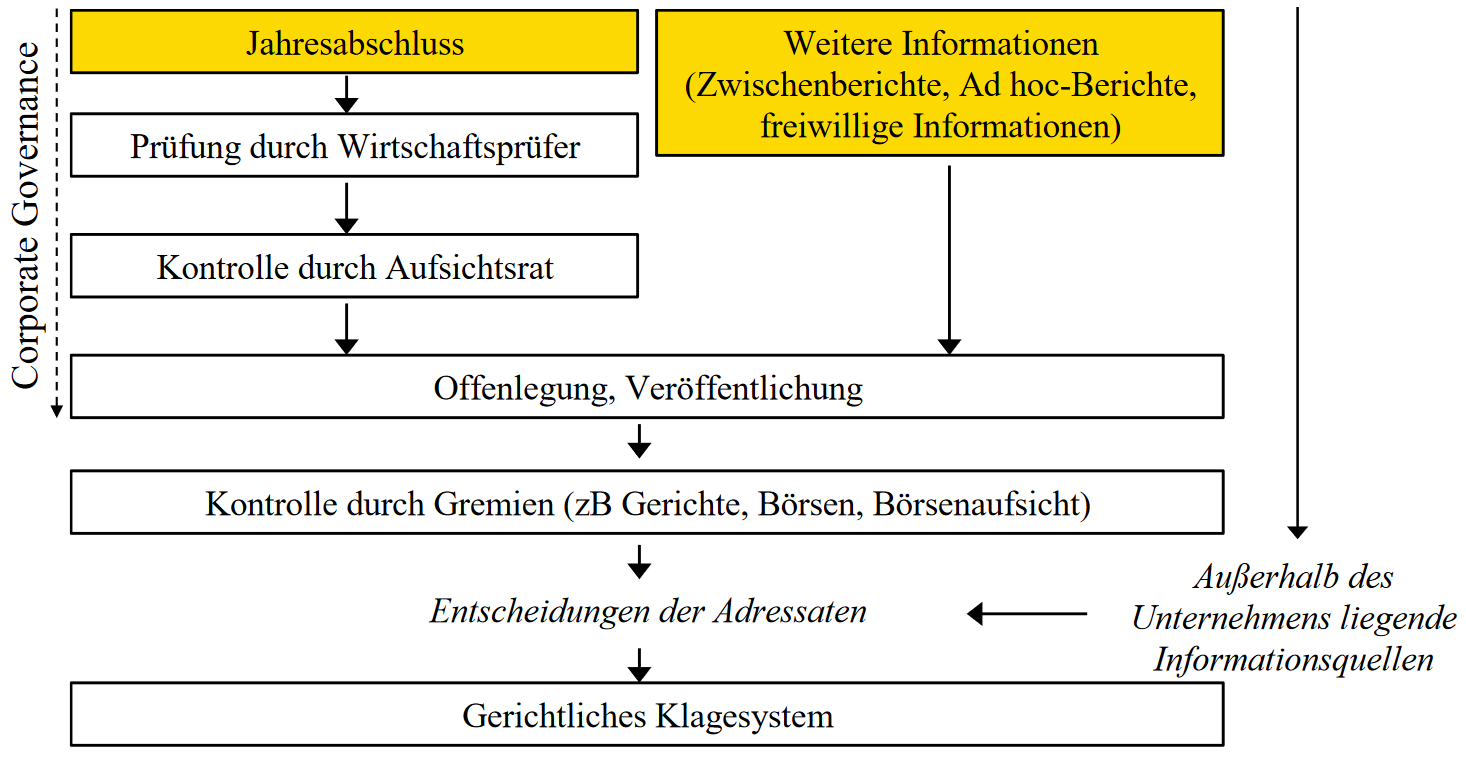 Corporate Governance
Jahresabschluss
Weitere Informationen
(Zwischenberichte, Ad hoc-Berichte,
freiwillige Informationen)
Prüfung durch Wirtschaftsprüfer
Kontrolle durch Aufsichtsrat
Offenlegung, Veröffentlichung
Kontrolle durch Gremien (zB Gerichte, Börsen, Börsenaufsicht)
Entscheidungen der Adressaten
Außerhalb des
Unternehmens liegende
Informationsquellen
Gerichtliches Klagesystem